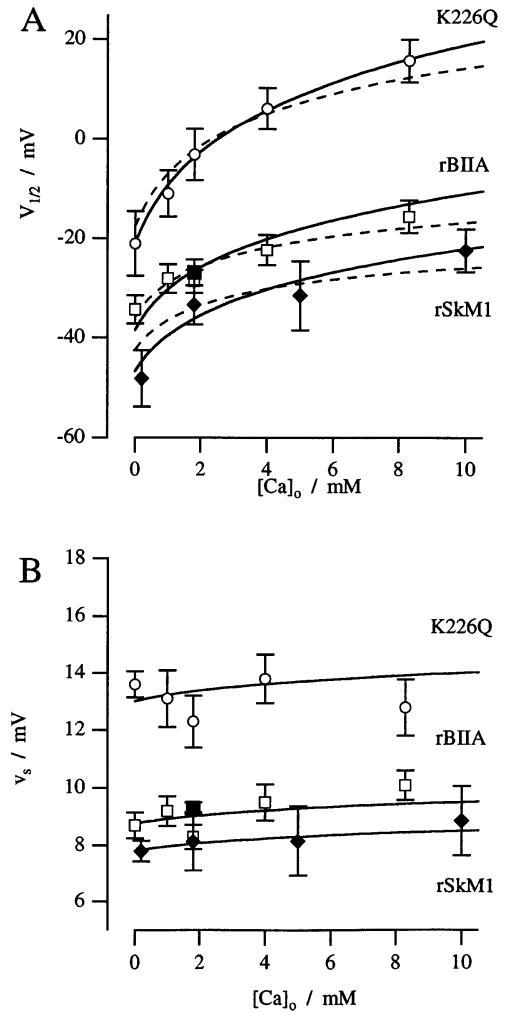 A
K226Q
20
0
rBIIA
-20
rSkM1
-40
-60
V1/2 / mV
0 2 4 6 8 10
[Ca]o / mM
B
18
16
K226Q
14
12
rBIIA
10
8
rSkM1
6
vs / mV
0 2 4 6 8 10
[Ca]o / mM